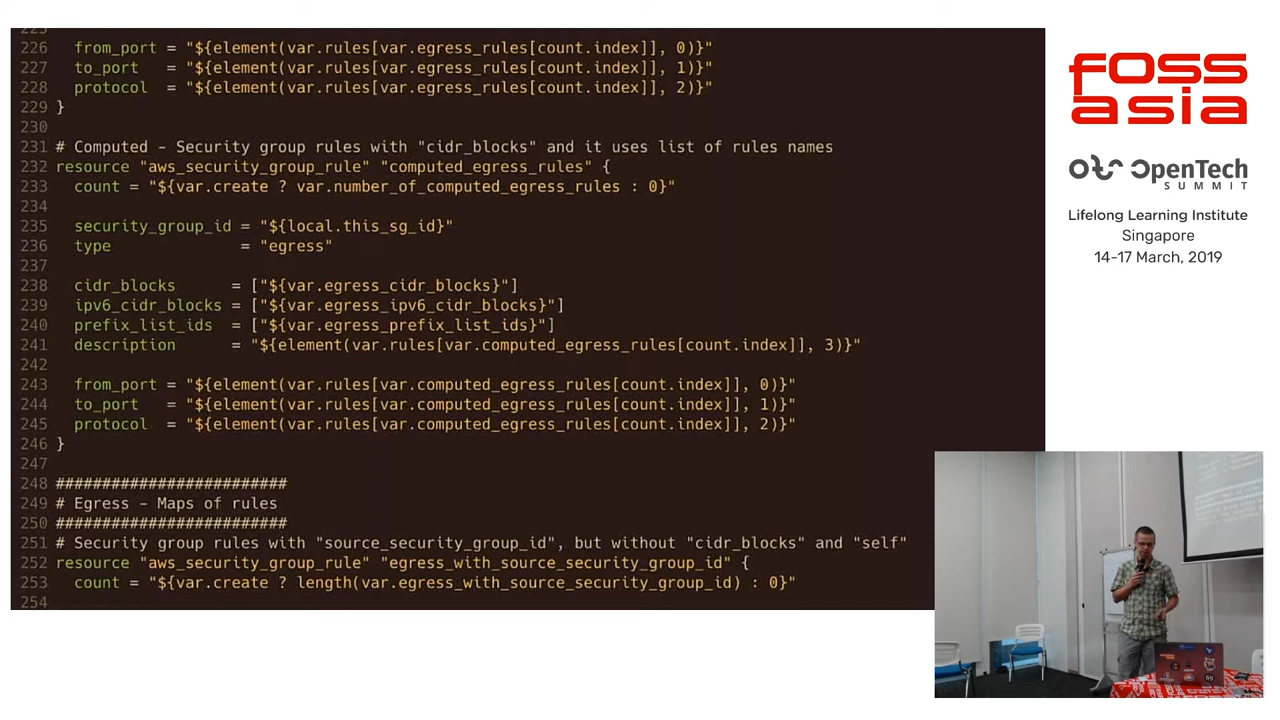 225
226 from_port = "${element(var.rules[var.egress_rules[count.index]], 0)}"
227 to_port = "${element(var.rules[var.egress_rules[count.index]], 1)}"
228 protocol = "${element(var.rules[var.egress_rules[count.index]], 2)}"
229 }
230
231 # Computed - Security group rules with "cidr_blocks" and it uses list of rules names
232 resource "aws_security_group_rule" "computed_egress_rules" {
233 count = "${var.create ? var.number_of_computed_egress_rules : 0}"
234
235 security_group_id = "${local.this_sg_id}"
236 type = "egress"
237
238 cidr_blocks = ["${var.egress_cidr_blocks}"]
239 ipv6_cidr_blocks = ["${var.egress_ipv6_cidr_blocks}"]
240 prefix_list_ids = ["${var.egress_prefix_list_ids}"]
241 description = "${element(var.rules[var.computed_egress_rules[count.index]], 3)}"
242
243 from_port = "${element(var.rules[var.computed_egress_rules[count.index]], 0)}"
244 to_port = "${element(var.rules[var.computed_egress_rules[count.index]], 1)}"
245 protocol = "${element(var.rules[var.computed_egress_rules[count.index]], 2)}"
246 }
247
248 #########################
249 # Egress - Maps of rules
250 #########################
251 # Security group rules with "source_security_group_id", but without "cidr_blocks" and "self"
252 resource "aws_security_group_rule" "egress_with_source_security_group_id" {
253 count = "${var.create ? length(var.egress_with_source_security_group_id) : 0}"
254
FOSS
asia
OTS OpenTech
SUMMIT
Lifelong Learning Institute
Singapore
14-17 March, 2019